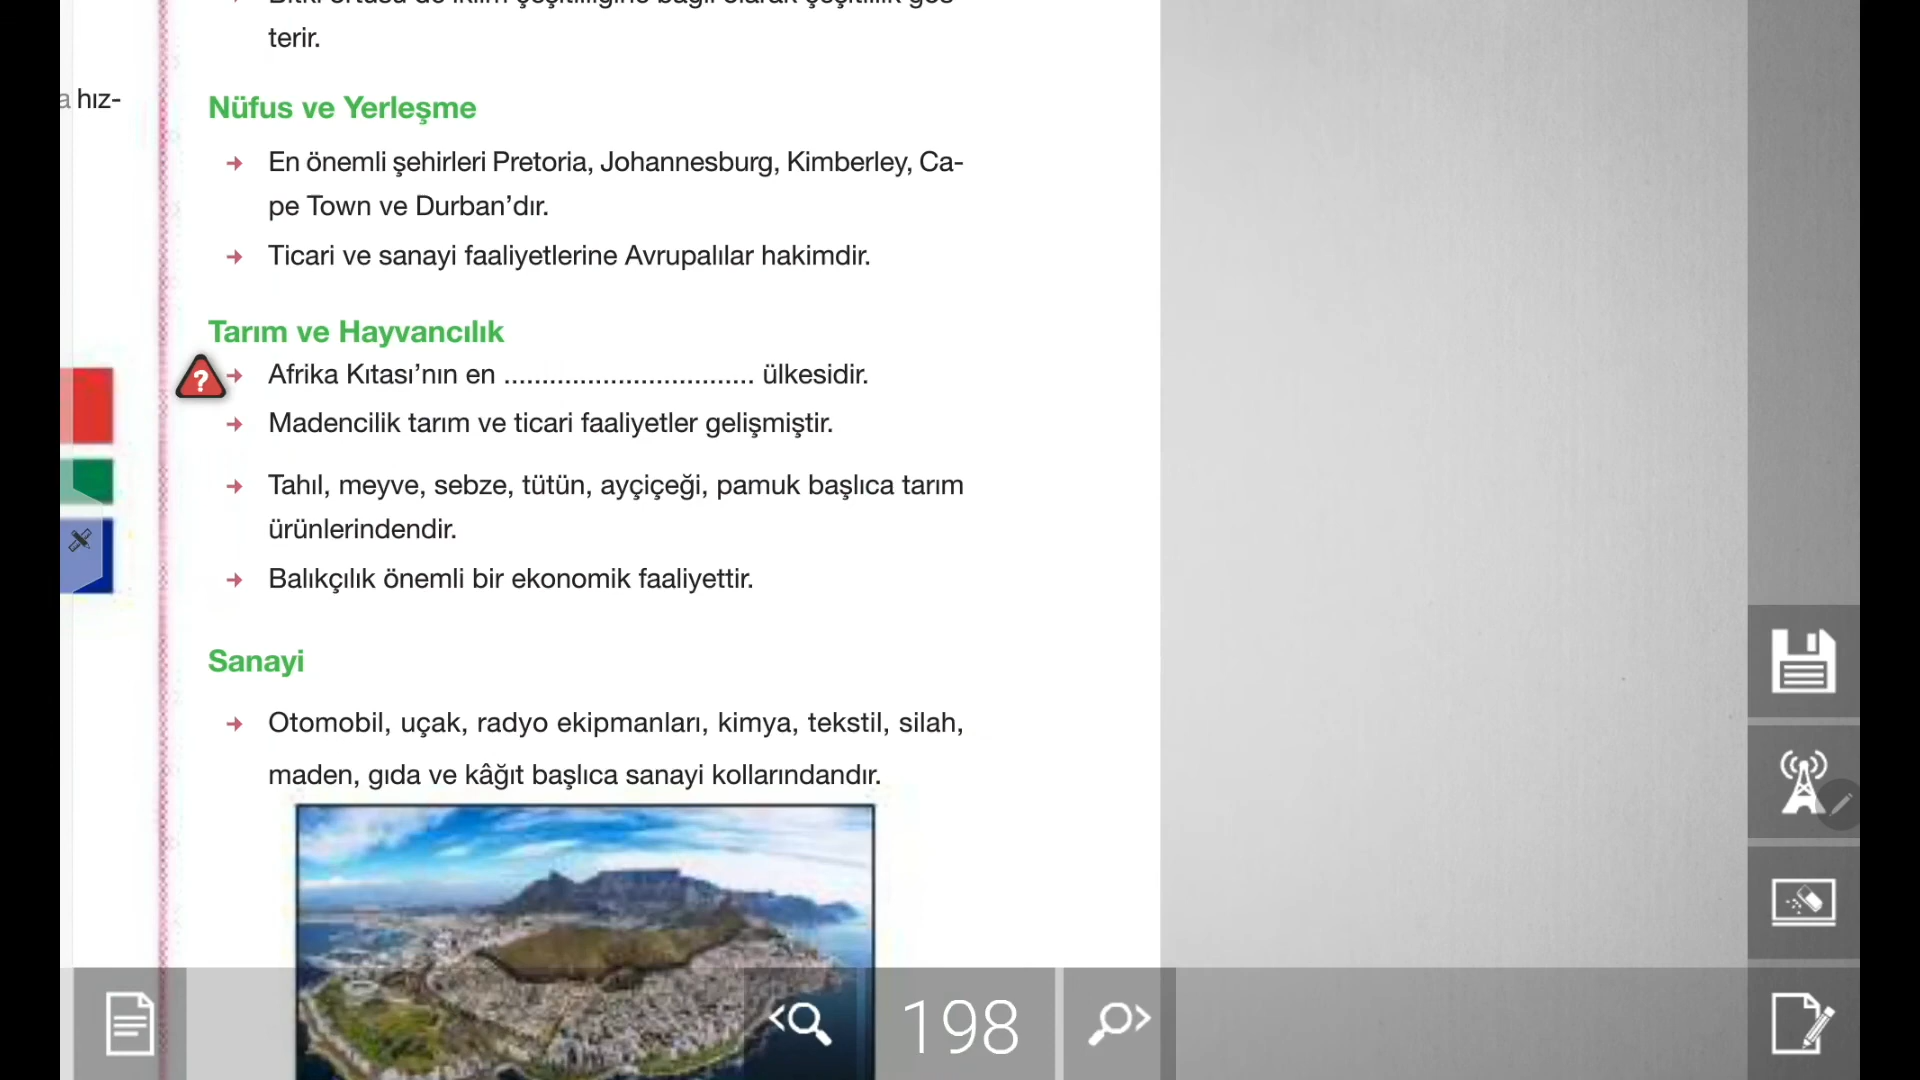 terir.
a hız-
Nüfus ve Yerleşme
En önemli şehirleri Pretoria, Johannesburg, Kimberley, Ca-
pe Town ve Durban’dır.
Ticari ve sanayi faaliyetlerine Avrupalılar hakimdir.
Tarım ve Hayvancılık
? Afrika Kıtası’nın en ................................. ülkesidir.
Madencilik tarım ve ticari faaliyetler gelişmiştir.
Tahıl, meyve, sebze, tütün, ayçiçeği, pamuk başlıca tarım
ürünlerindendir.
Balıkçılık önemli bir ekonomik faaliyettir.
Sanayi
Otomobil, uçak, radyo ekipmanları, kimya, tekstil, silah,
maden, gıda ve kâğıt başlıca sanayi kollarındandır.
198